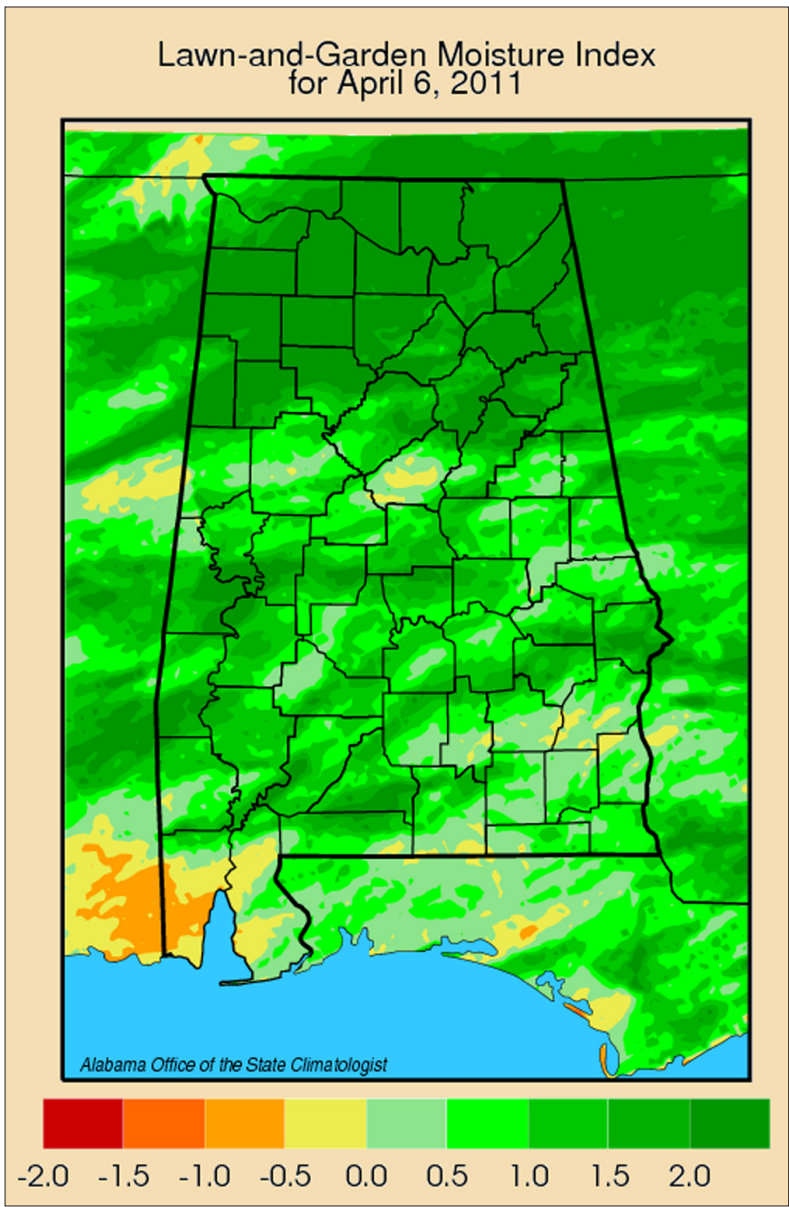 Lawn-and-Garden Moisture Index
for April 6, 2011
Alabama Office of the State Climatologist
-2.0 -1.5 -1.0 -0.5 0.0 0.5 1.0 1.5 2.0